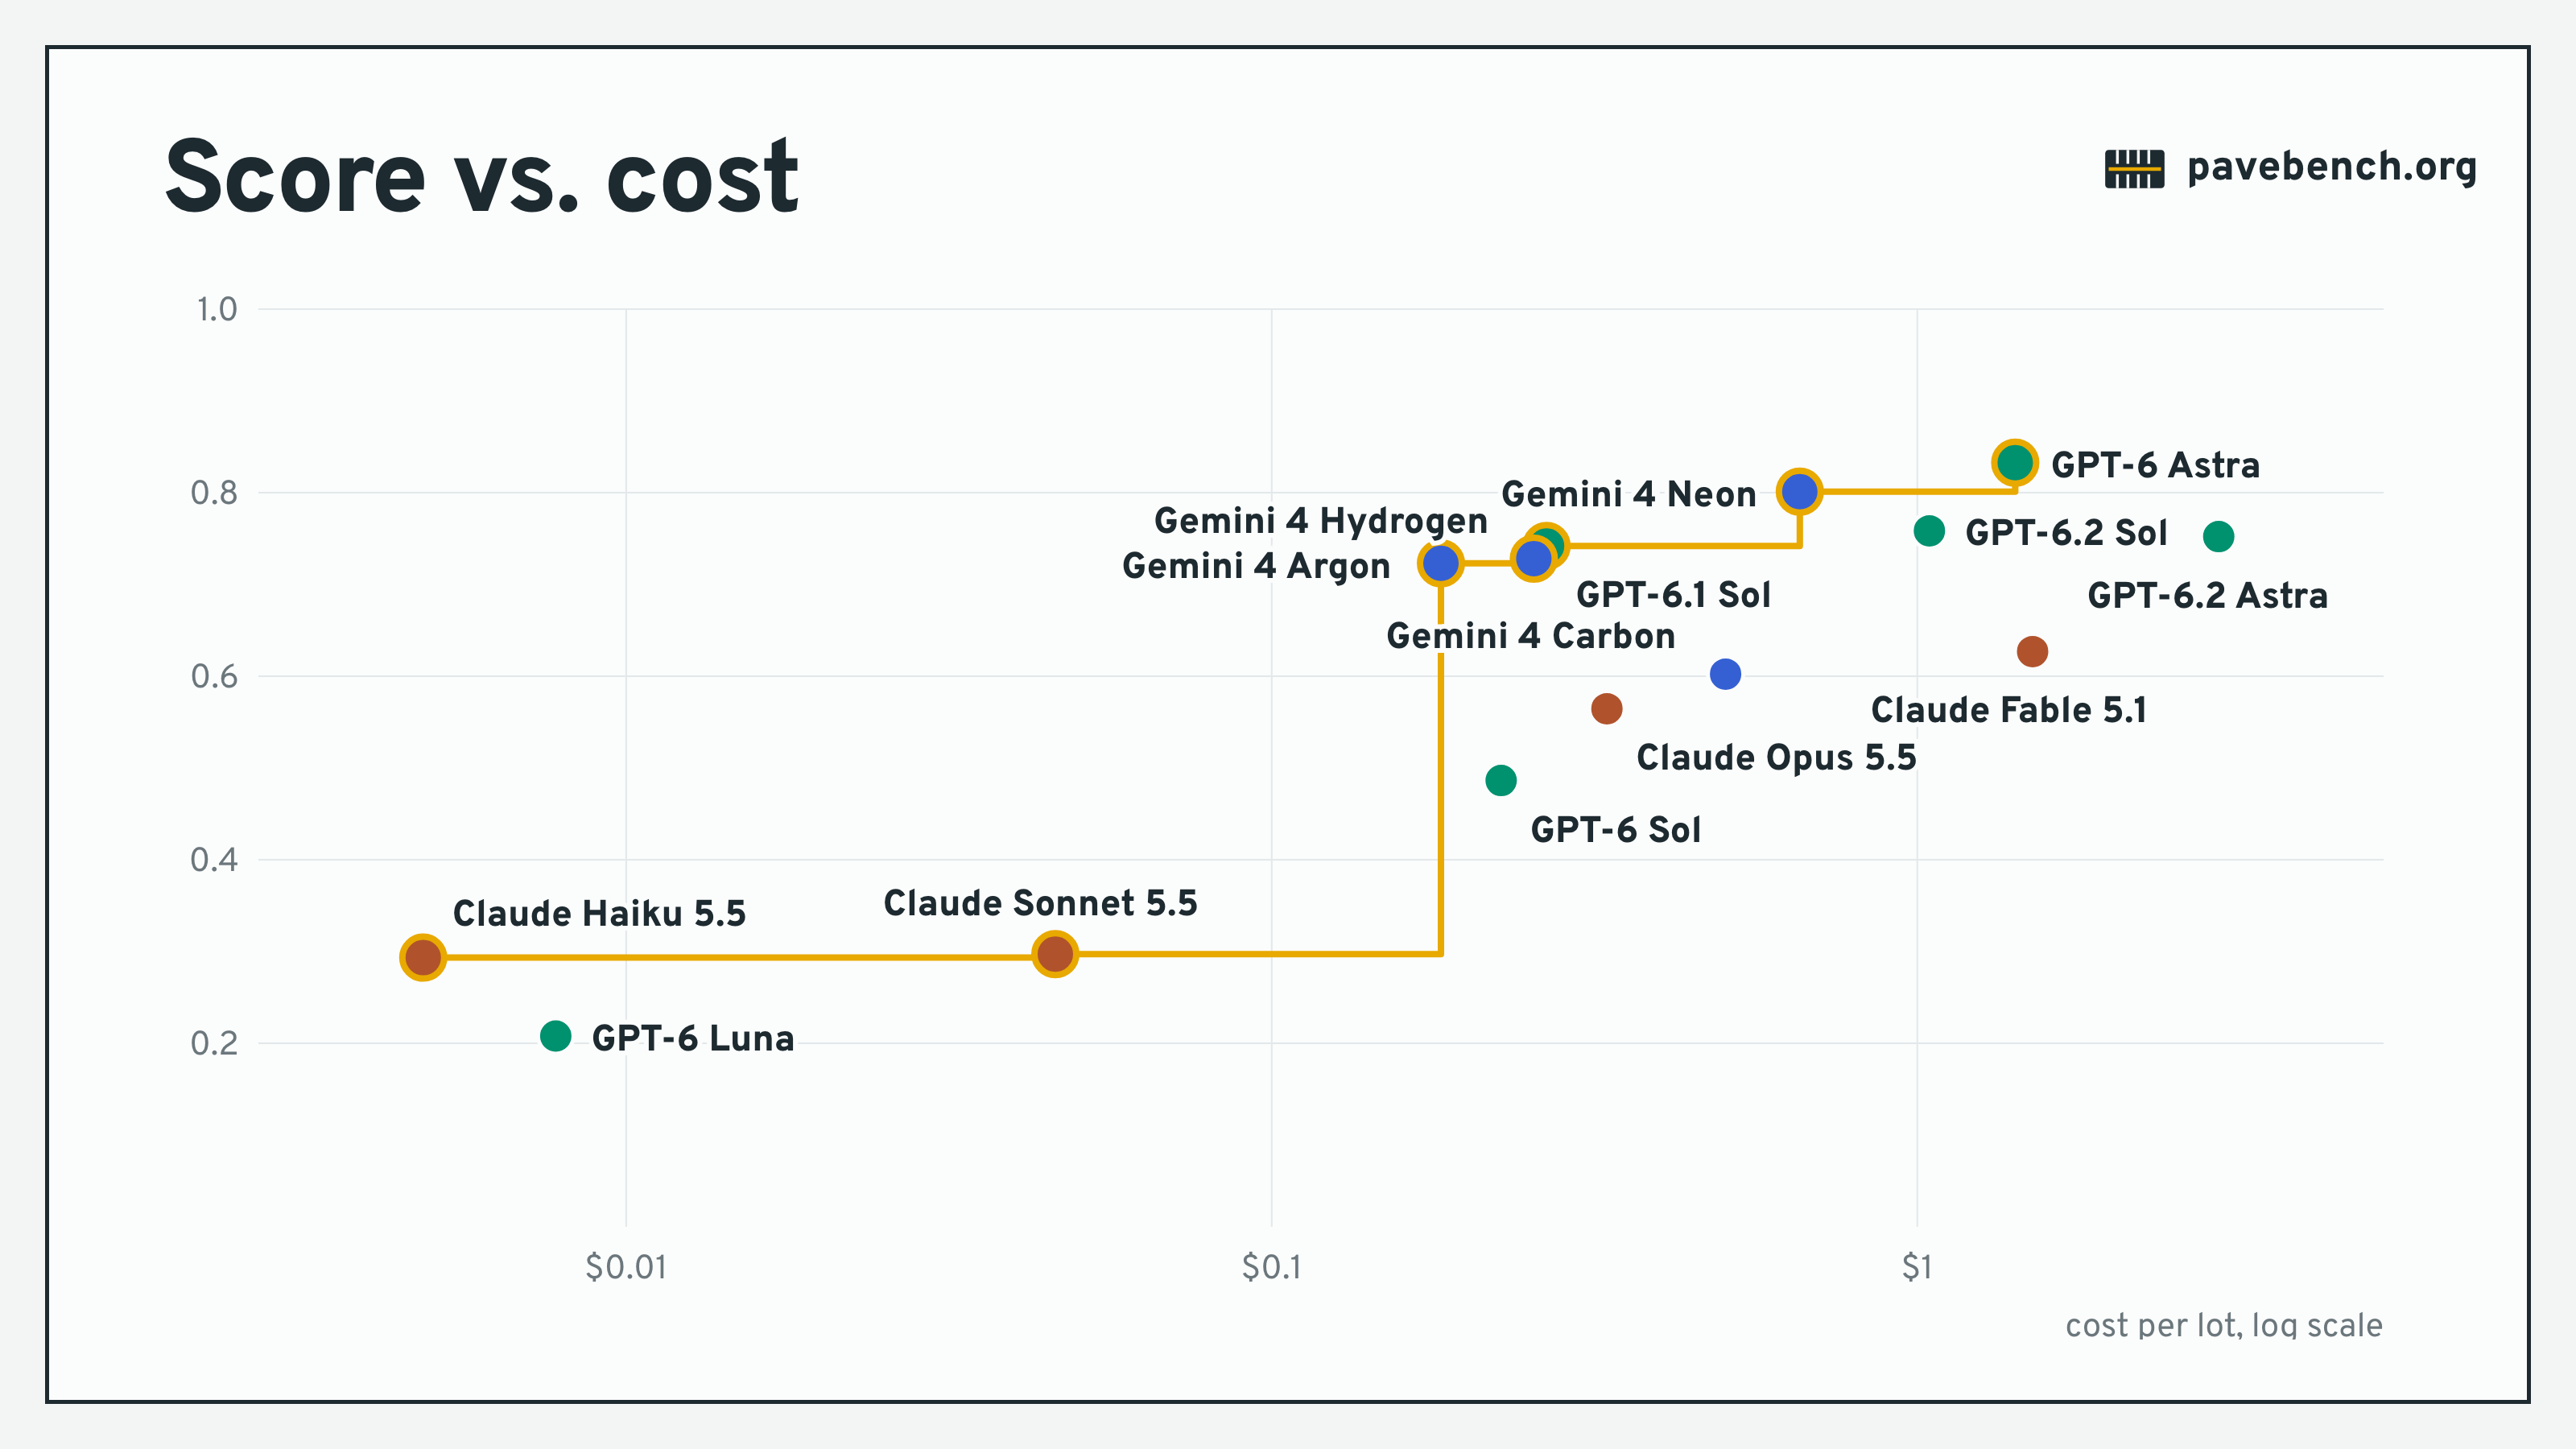 Score vs. cost
pavebench.org
1.0
0.8
0.6
0.4
0.2
GPT-6 Astra
Gemini 4 Neon
Gemini 4 Hydrogen
GPT-6.2 Sol
Gemini 4 Argon
GPT-6.1 Sol
GPT-6.2 Astra
Gemini 4 Carbon
Claude Fable 5.1
Claude Opus 5.5
GPT-6 Sol
Claude Sonnet 5.5
Claude Haiku 5.5
GPT-6 Luna
$0.01
$0.1
$1
cost per lot, log scale